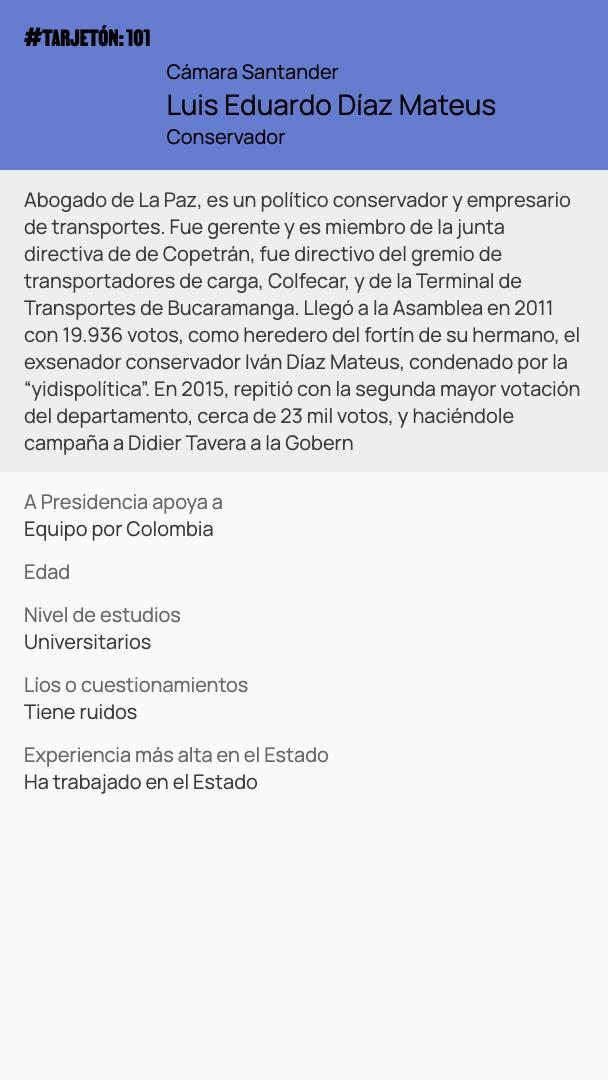 #TARJETÓN: 101
Cámara Santander
Luis Eduardo Díaz Mateus
Conservador
Abogado de La Paz, es un político conservador y empresario
de transportes. Fue gerente y es miembro de la junta
directiva de de Copetrán, fue directivo del gremio de
transportadores de carga, Colfecar, y de la Terminal de
Transportes de Bucaramanga. Llegó a la Asamblea en 2011
con 19.936 votos, como heredero del fortín de su hermano, el
exsenador conservador Iván Díaz Mateus, condenado por la
“yidispolítica”. En 2015, repitió con la segunda mayor votación
del departamento, cerca de 23 mil votos, y haciéndole
campaña a Didier Tavera a la Gobern
A Presidencia apoya a
Equipo por Colombia
Edad
Nivel de estudios
Universitarios
Líos o cuestionamientos
Tiene ruidos
Experiencia más alta en el Estado
Ha trabajado en el Estado